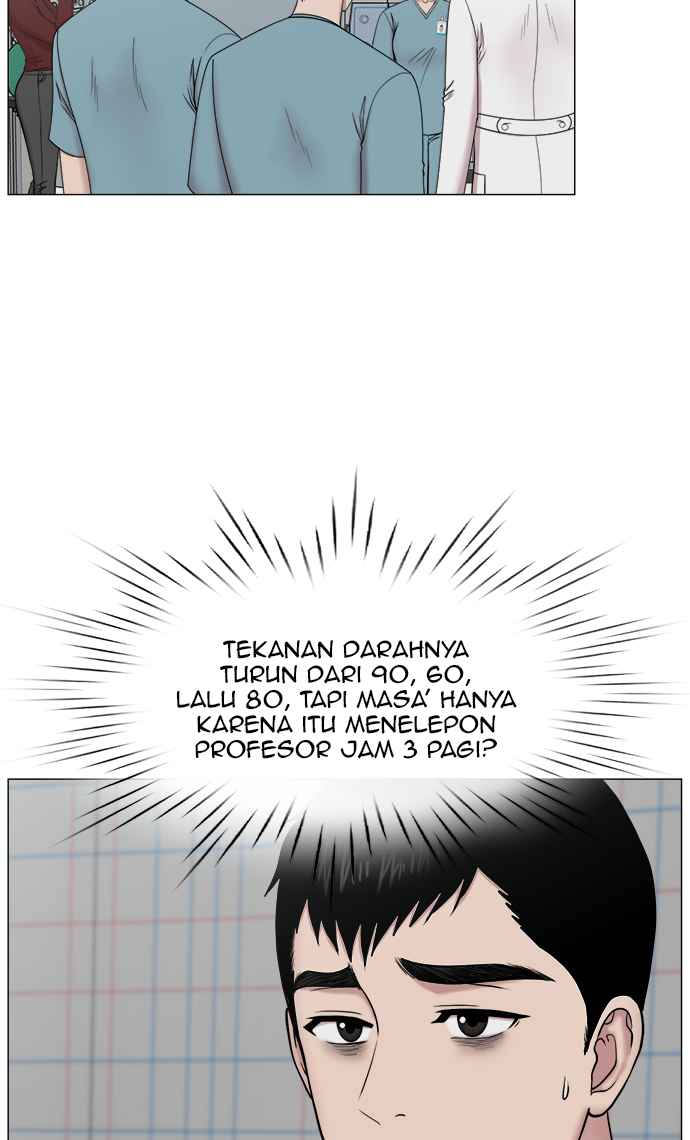 TEKANAN DARAHNYA
TURUN DARI 90, 60,
LALU 80, TAPI MASA' HANYA
KARENA ITU MENELEPON
PROFESOR JAM 3 PAGI?